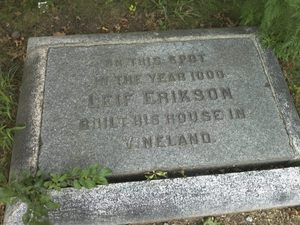 ON THIS SPOT
IN THE YEAR 1000
LEIF ERIKSON
BUILT HIS HOUSE IN
VINELAND.